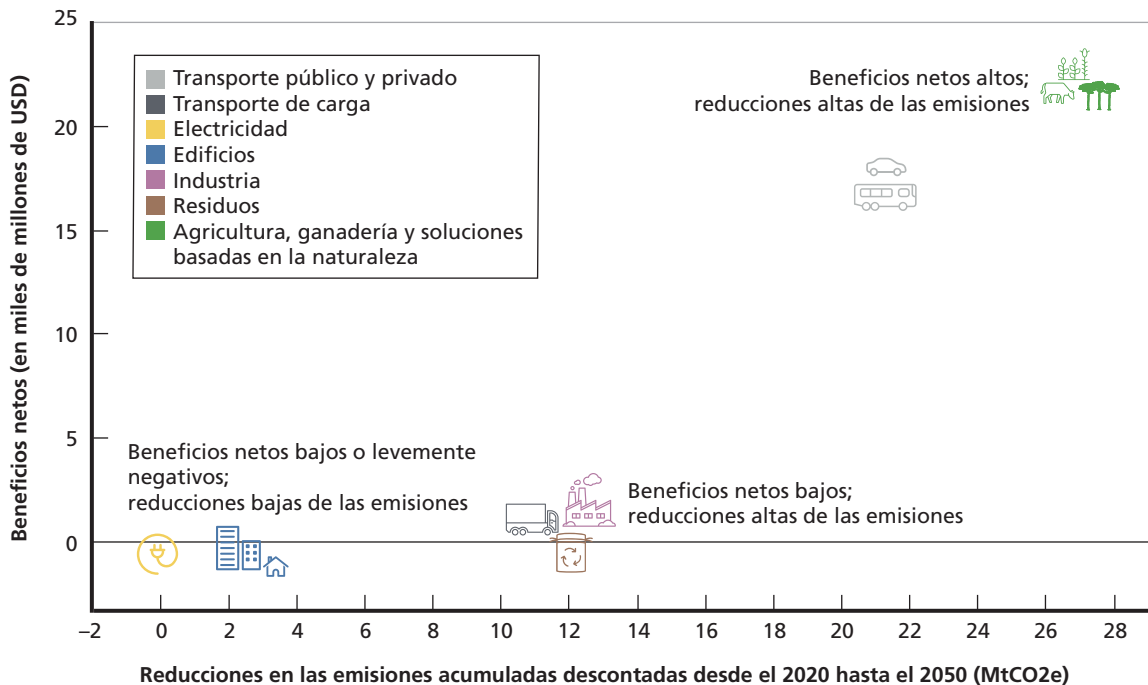 25
20
15
10
5
0
Beneficios netos (en miles de millones de USD)
Transporte público y privado
Transporte de carga
Electricidad
Edificios
Industria
Residuos
Agricultura, ganadería y soluciones
basadas en la naturaleza
Beneficios netos altos;
reducciones altas de las emisiones
Beneficios netos bajos o levemente
negativos;
reducciones bajas de las emisiones
Beneficios netos bajos;
reducciones altas de las emisiones
–2 0 2 4 6 8 10 12 14 16 18 20 22 24 26 28
Reducciones en las emisiones acumuladas descontadas desde el 2020 hasta el 2050 (MtCO2e)